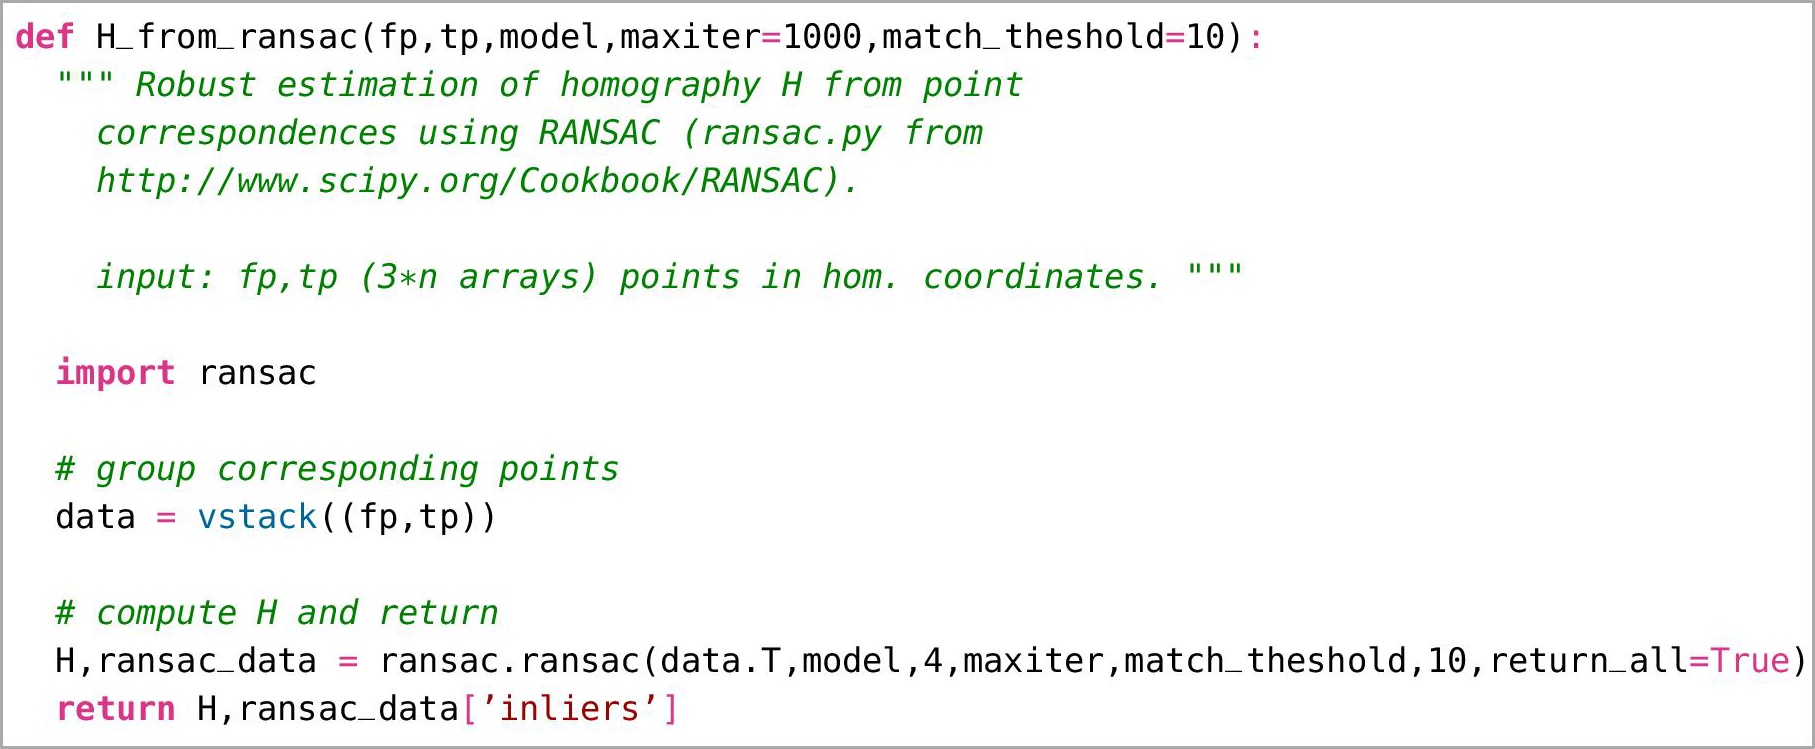 def H_from_ransac(fp,tp,model,maxiter=1000,match_theshold=10):
""" Robust estimation of homography H from point
correspondences using RANSAC (ransac.py from
http://www.scipy.org/Cookbook/RANSAC).
input: fp,tp (3*n arrays) points in hom. coordinates. """
import ransac
# group corresponding points
data = vstack((fp,tp))
# compute H and return
H,ransac_data = ransac.ransac(data.T,model,4,maxiter,match_theshold,10,return_all=True)
return H,ransac_data[’inliers’]